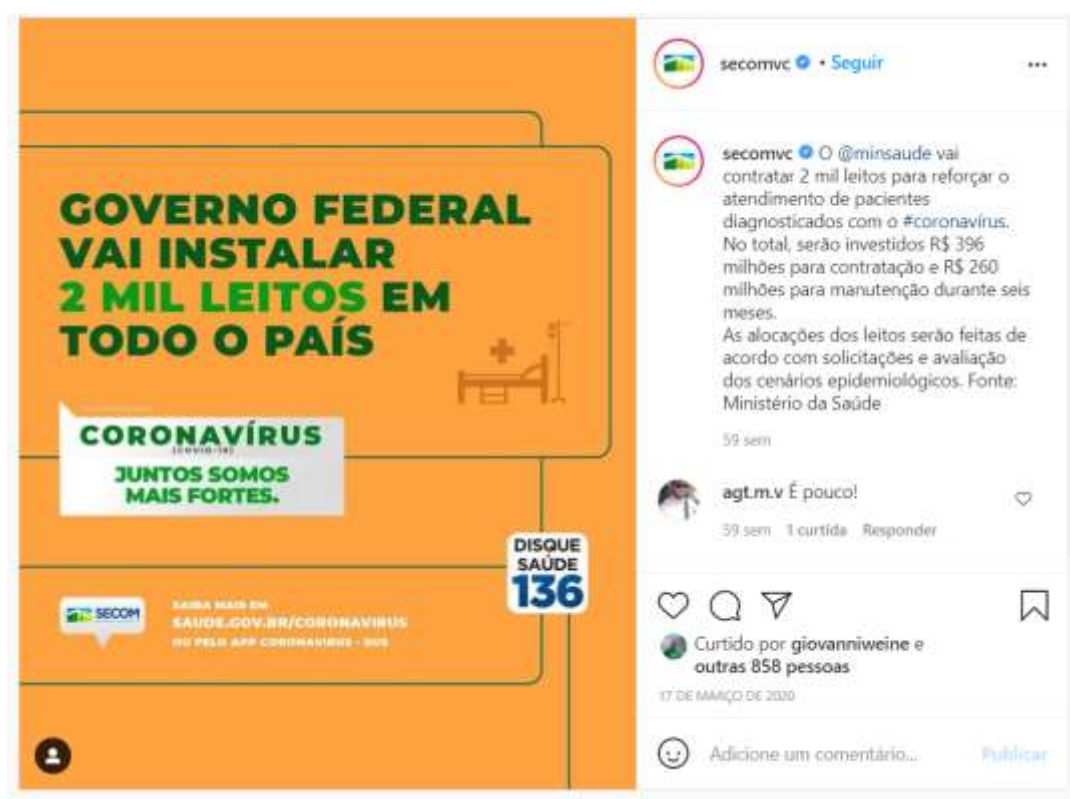 GOVERNO FEDERAL
VAI INSTALAR
2 MIL LEITOS EM
TODO O PAÍS
CORONAVÍRUS
(COVID-19)
JUNTOS SOMOS
MAIS FORTES.
DISQUE
SAÚDE
136
SECOM
SAIBA MAIS EM
SAUDE.GOV.BR/CORONAVIRUS
OU PELO APP CORONAVIRUS - SUS
secomvc • Seguir
secomvc O @minsaude vai
contratar 2 mil leitos para reforçar o
atendimento de pacientes
diagnosticados com o #coronavírus.
No total, serão investidos R$ 396
milhões para contratação e R$ 260
milhões para manutenção durante seis
meses.
As alocações dos leitos serão feitas de
acordo com solicitações e avaliação
dos cenários epidemiológicos. Fonte:
Ministério da Saúde
59 sem
agt.m.v É pouco!
59 sem 1 curtida Responder
Curtido por giovanniweine e
outras 858 pessoas
17 DE MARÇO DE 2020
Adicione um comentário... Publicar